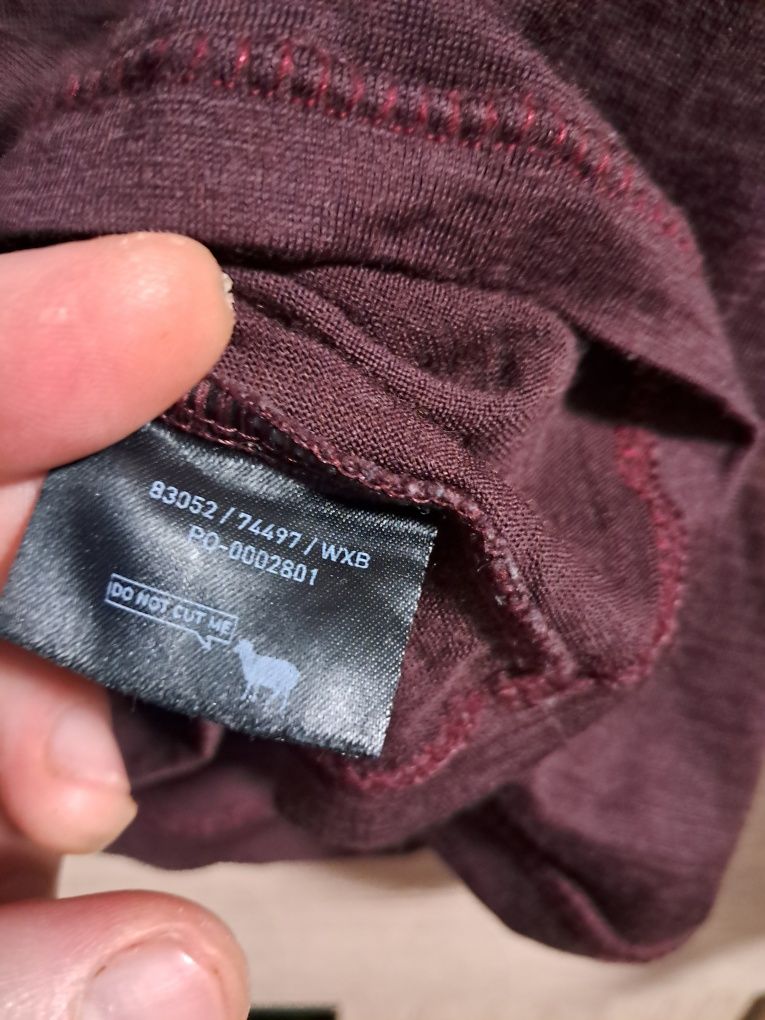 83052 / 74497 / WXB
PO-0002801
DO NOT CUT ME